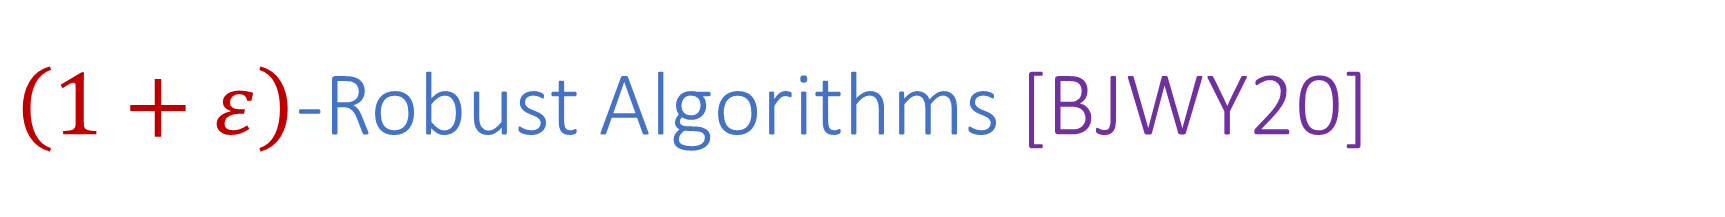 (1 + ε)-Robust Algorithms [BJWY20]